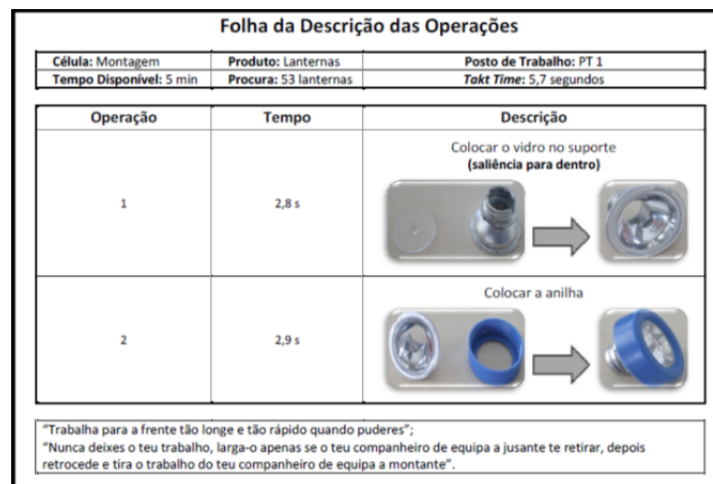 Folha da Descrição das Operações
Célula: Montagem Produto: Lanternas Posto de Trabalho: PT 1
Tempo Disponível: 5 min Procura: 53 lanternas Takt Time: 5,7 segundos
Operação Tempo Descrição
Colocar o vidro no suporte
(saliência para dentro)
1 2,8 s
Colocar a anilha
2 2,9 s
“Trabalha para a frente tão longe e tão rápido quando puderes”;
“Nunca deixes o teu trabalho, larga-o apenas se o teu companheiro de equipa a jusante te retirar, depois
retrocede e tira o trabalho do teu companheiro de equipa a montante”.